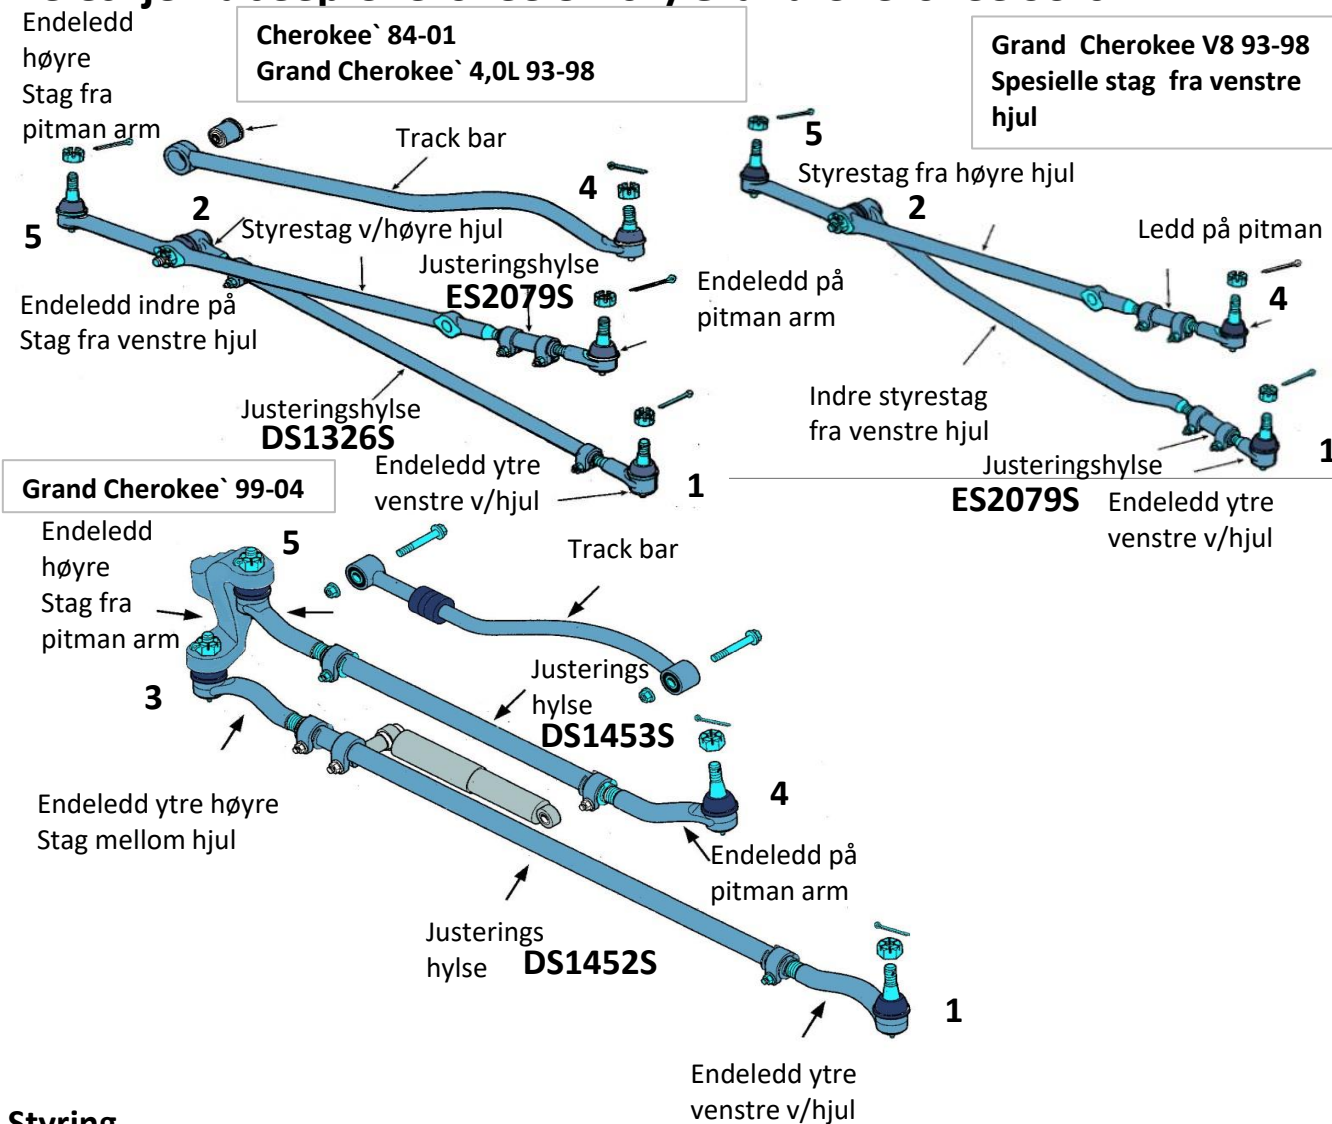 Endeledd
høyre
Stag fra
pitman arm
Cherokee` 84-01
Grand Cherokee` 4,0L 93-98
Grand Cherokee V8 93-98
Spesielle stag fra venstre
hjul
Track bar
5
4
2
Styrestag v/høyre hjul
5
Justeringshylse
ES2079S
Endeledd indre på
Stag fra venstre hjul
Endeledd på
pitman arm
Justeringshylse
DS1326S
Endeledd ytre
venstre v/hjul
1
Styrestag fra høyre hjul
2
Ledd på pitman
4
Indre styrestag
fra venstre hjul
Justeringshylse
ES2079S
1
Endeledd ytre
venstre v/hjul
Grand Cherokee` 99-04
Endeledd
høyre
Stag fra
pitman arm
5
Track bar
3
Justerings
hylse
DS1453S
4
Endeledd ytre høyre
Stag mellom hjul
Endeledd på
pitman arm
Justerings
hylse
DS1452S
1
Endeledd ytre
venstre v/hjul
Styring